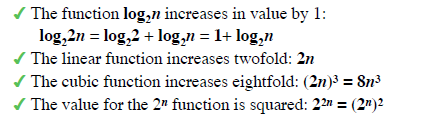 ✓ The function log₂n increases in value by 1:
log₂2n = log₂2 + log₂n = 1+ log₂n
✓ The linear function increases twofold: 2n
✓ The cubic function increases eightfold: (2n)³ = 8n³
✓ The value for the 2ⁿ function is squared: 2²ⁿ = (2ⁿ)²